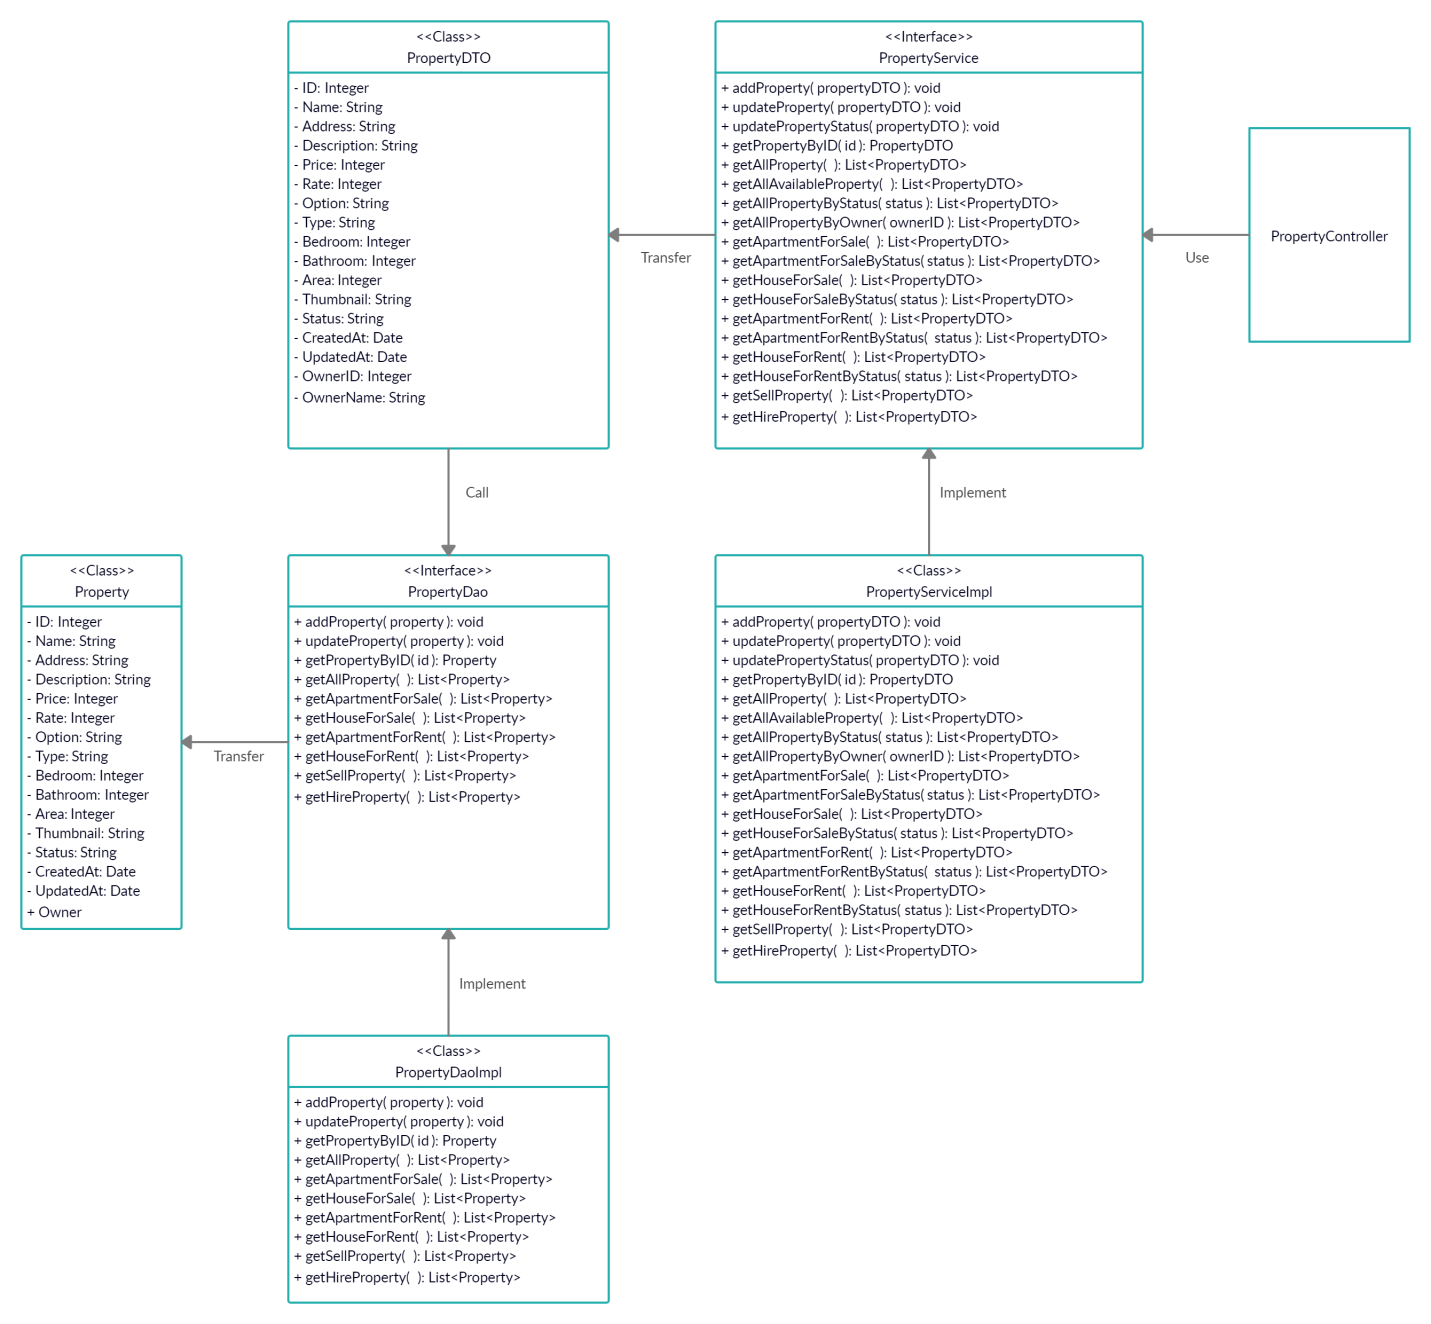 <<Class>>
PropertyDTO
- ID: Integer
- Name: String
- Address: String
- Description: String
- Price: Integer
- Rate: Integer
- Option: String
- Type: String
- Bedroom: Integer
- Bathroom: Integer
- Area: Integer
- Thumbnail: String
- Status: String
- CreatedAt: Date
- UpdatedAt: Date
- OwnerID: Integer
- OwnerName: String
Transfer
<<Interface>>
PropertyService
+ addProperty( propertyDTO ): void
+ updateProperty( propertyDTO ): void
+ updatePropertyStatus( propertyDTO ): void
+ getPropertyByID( id ): PropertyDTO
+ getAllProperty(  ): List<PropertyDTO>
+ getAllAvailableProperty(  ): List<PropertyDTO>
+ getAllPropertyByStatus( status ): List<PropertyDTO>
+ getAllPropertyByOwner( ownerID ): List<PropertyDTO>
+ getApartmentForSale(  ): List<PropertyDTO>
+ getApartmentForSaleByStatus( status ): List<PropertyDTO>
+ getHouseForSale(  ): List<PropertyDTO>
+ getHouseForSaleByStatus( status ): List<PropertyDTO>
+ getApartmentForRent(  ): List<PropertyDTO>
+ getApartmentForRentByStatus(  status ): List<PropertyDTO>
+ getHouseForRent(  ): List<PropertyDTO>
+ getHouseForRentByStatus( status ): List<PropertyDTO>
+ getSellProperty(  ): List<PropertyDTO>
+ getHireProperty(  ): List<PropertyDTO>
Use
PropertyController
Call
Implement
<<Class>>
Property
- ID: Integer
- Name: String
- Address: String
- Description: String
- Price: Integer
- Rate: Integer
- Option: String
- Type: String
- Bedroom: Integer
- Bathroom: Integer
- Area: Integer
- Thumbnail: String
- Status: String
- CreatedAt: Date
- UpdatedAt: Date
+ Owner
Transfer
<<Interface>>
PropertyDao
+ addProperty( property ): void
+ updateProperty( property ): void
+ getPropertyByID( id ): Property
+ getAllProperty(  ): List<Property>
+ getApartmentForSale(  ): List<Property>
+ getHouseForSale(  ): List<Property>
+ getApartmentForRent(  ): List<Property>
+ getHouseForRent(  ): List<Property>
+ getSellProperty(  ): List<Property>
+ getHireProperty(  ): List<Property>
<<Class>>
PropertyServiceImpl
+ addProperty( propertyDTO ): void
+ updateProperty( propertyDTO ): void
+ updatePropertyStatus( propertyDTO ): void
+ getPropertyByID( id ): PropertyDTO
+ getAllProperty(  ): List<PropertyDTO>
+ getAllAvailableProperty(  ): List<PropertyDTO>
+ getAllPropertyByStatus( status ): List<PropertyDTO>
+ getAllPropertyByOwner( ownerID ): List<PropertyDTO>
+ getApartmentForSale(  ): List<PropertyDTO>
+ getApartmentForSaleByStatus( status ): List<PropertyDTO>
+ getHouseForSale(  ): List<PropertyDTO>
+ getHouseForSaleByStatus( status ): List<PropertyDTO>
+ getApartmentForRent(  ): List<PropertyDTO>
+ getApartmentForRentByStatus(  status ): List<PropertyDTO>
+ getHouseForRent(  ): List<PropertyDTO>
+ getHouseForRentByStatus( status ): List<PropertyDTO>
+ getSellProperty(  ): List<PropertyDTO>
+ getHireProperty(  ): List<PropertyDTO>
Implement
<<Class>>
PropertyDaoImpl
+ addProperty( property ): void
+ updateProperty( property ): void
+ getPropertyByID( id ): Property
+ getAllProperty(  ): List<Property>
+ getApartmentForSale(  ): List<Property>
+ getHouseForSale(  ): List<Property>
+ getApartmentForRent(  ): List<Property>
+ getHouseForRent(  ): List<Property>
+ getSellProperty(  ): List<Property>
+ getHireProperty(  ): List<Property>